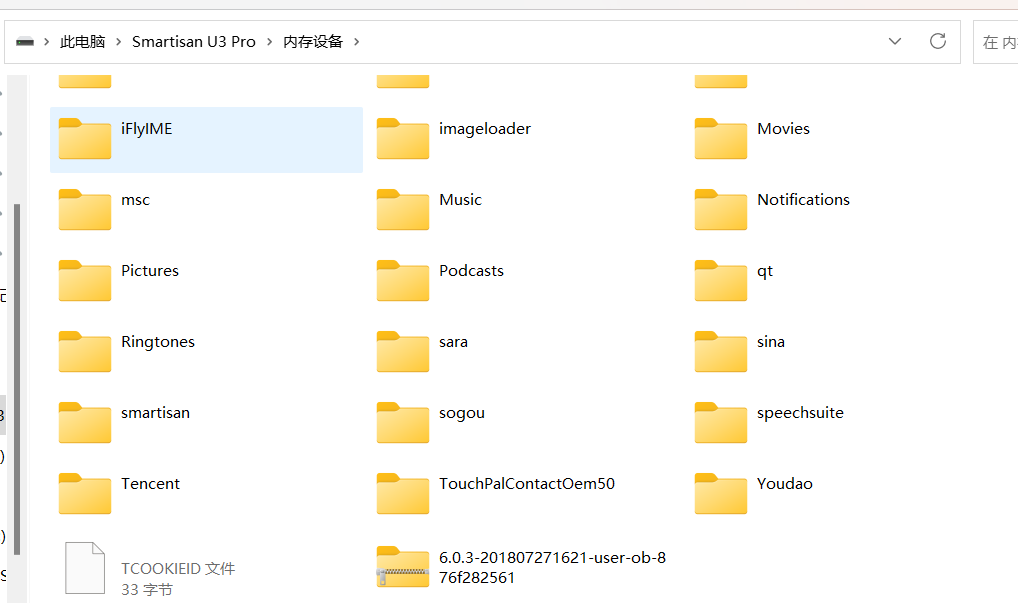 此电脑 > Smartisan U3 Pro > 内存设备 >
在 内
iFlyIME
imageloader
Movies
msc
Music
Notifications
Pictures
Podcasts
qt
Ringtones
sara
sina
smartisan
sogou
speechsuite
Tencent
TouchPalContactOem50
Youdao
TCOOKIEID 文件
33 字节
6.0.3-201807271621-user-ob-8
76f282561